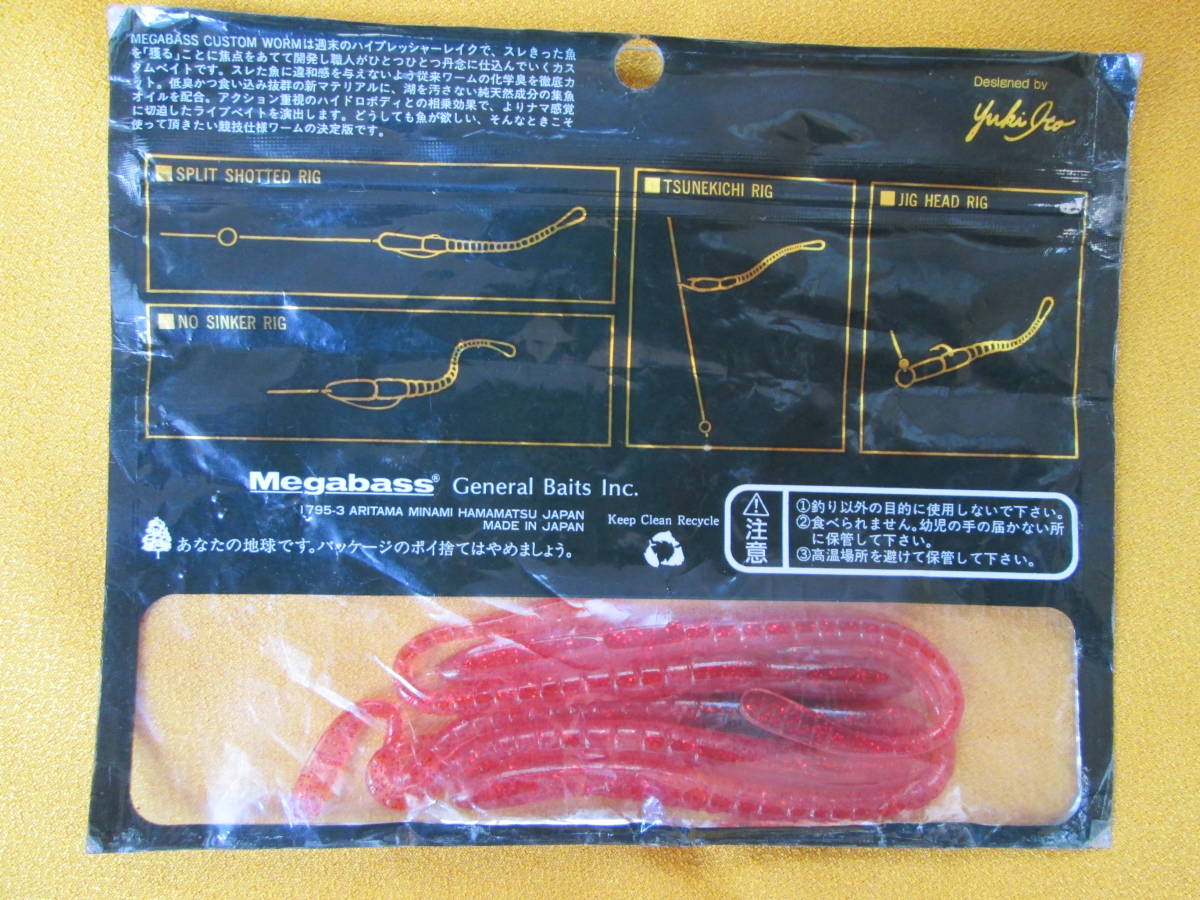 MEGABASS CUSTOM WORMは週末のハイプレッシャーレイクで、スレきった魚
を「獲る」ことに焦点をあてて開発し職人がひとつひとつ丹念に仕込んでいくカス
タムベイトです。スレた魚に違和感を与えないよう従来ワームの化学臭を徹底カ
ット。低臭かつ食い込み抜群の新マテリアルに、湖を汚さない純天然成分の集魚
オイルを配合。アクション重視のハイドロボディとの相乗効果で、よりナマ感覚
に切迫したライブベイトを演出します。どうしても魚が欲しい、そんなときこそ
使って頂きたい競技仕様ワームの決定版です。
Designed by
Yuki Ito
SPLIT SHOTTED RIG
TSUNEKICHI RIG
JIG HEAD RIG
NO SINKER RIG
Megabass® General Baits Inc.
1795-3 ARITAMA MINAMI HAMAMATSU JAPAN
MADE IN JAPAN
Keep Clean Recycle
あなたの地球です。パッケージのポイ捨てはやめましょう。
注意
①釣り以外の目的に使用しないで下さい。
②食べられません。幼児の手の届かない所
に保管して下さい。
③高温場所を避けて保管して下さい。